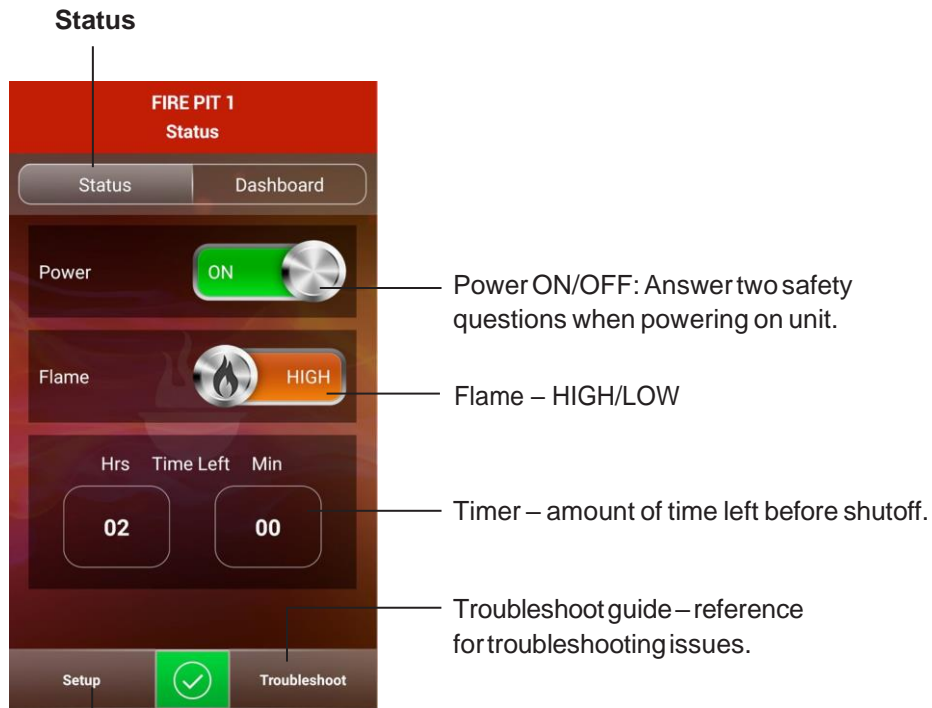 Status
FIRE PIT 1
Status
Status Dashboard
Power ON
Power ON/OFF: Answer two safety
questions when powering on unit.
Flame HIGH
Flame – HIGH/LOW
Hrs Time Left Min
02 00
Timer – amount of time left before shutoff.
Troubleshoot guide – reference
for troubleshooting issues.
Setup Troubleshoot